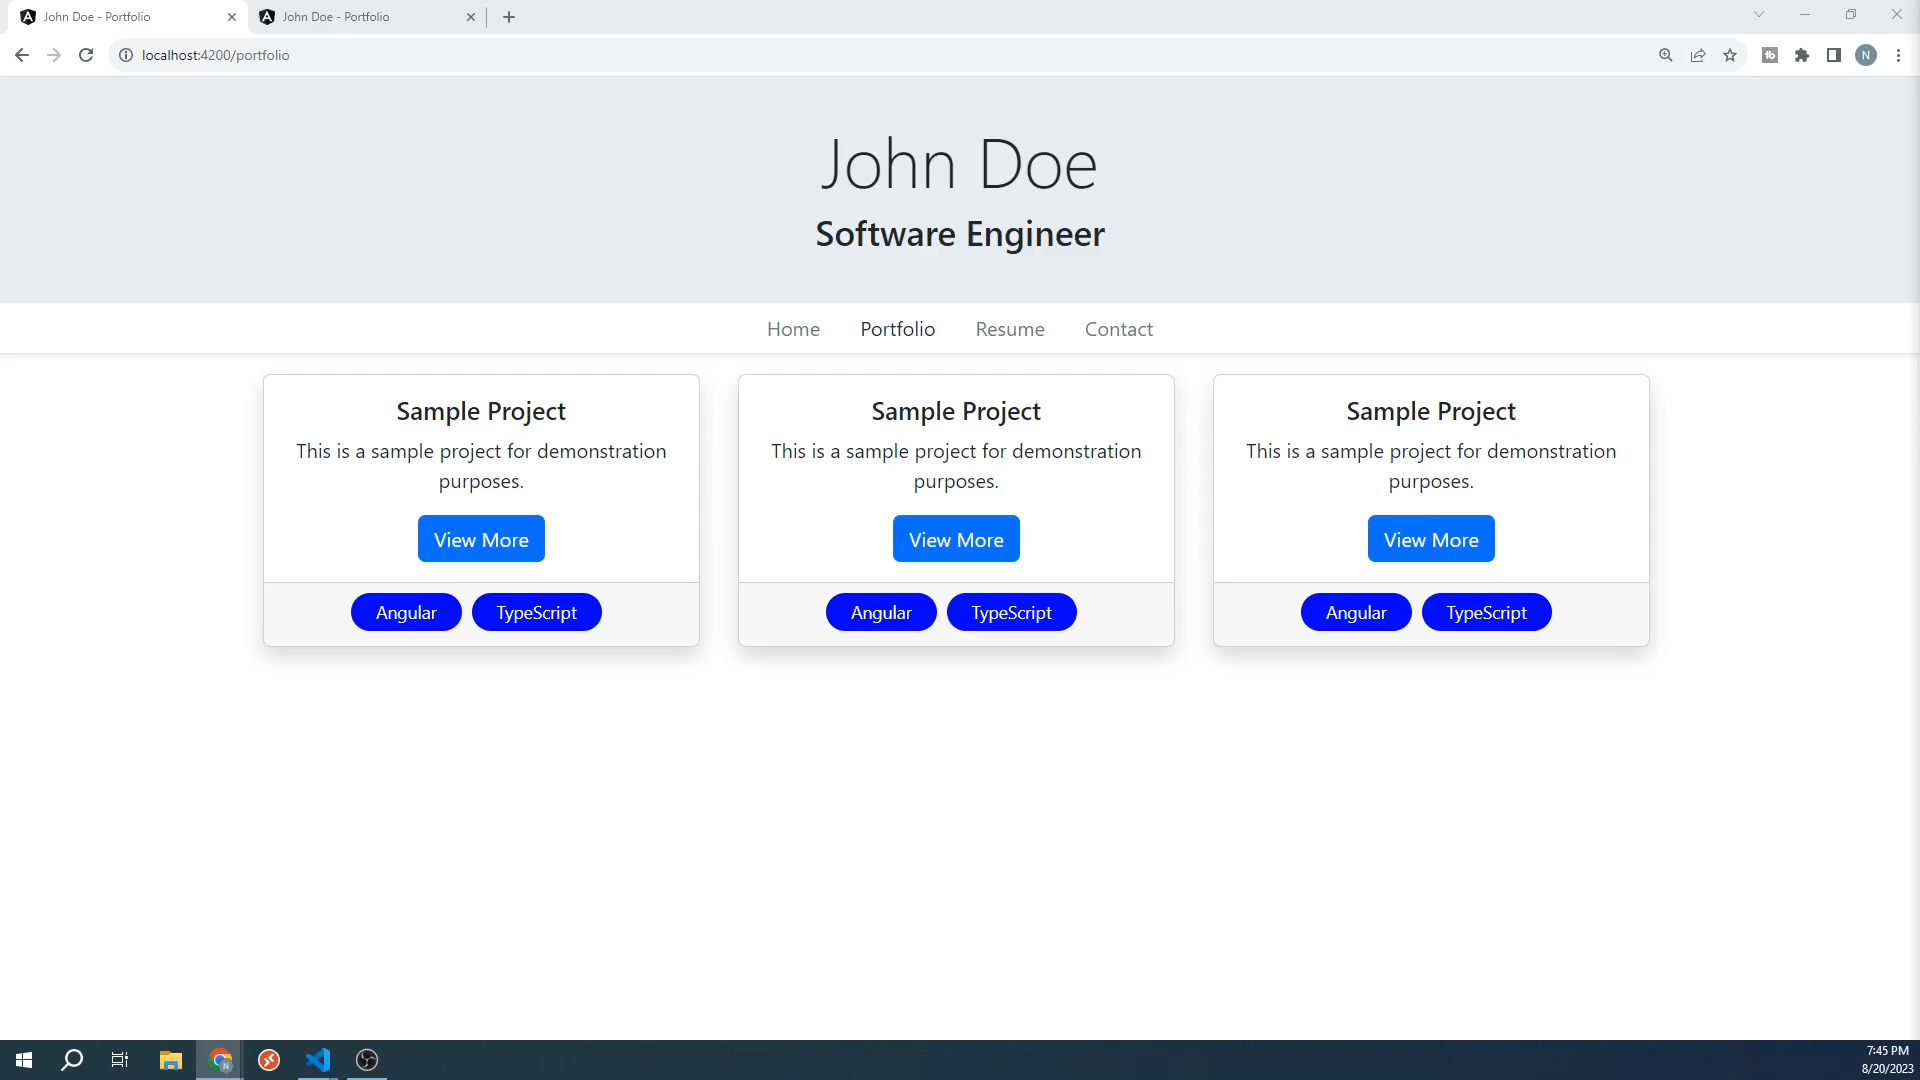 John Doe - Portfolio
John Doe - Portfolio
localhost:4200/portfolio
N
John Doe
Software Engineer
Home Portfolio Resume Contact
Sample Project
This is a sample project for demonstration
purposes.
View More
Angular TypeScript
Sample Project
This is a sample project for demonstration
purposes.
View More
Angular TypeScript
Sample Project
This is a sample project for demonstration
purposes.
View More
Angular TypeScript
7:45 PM
8/20/2023